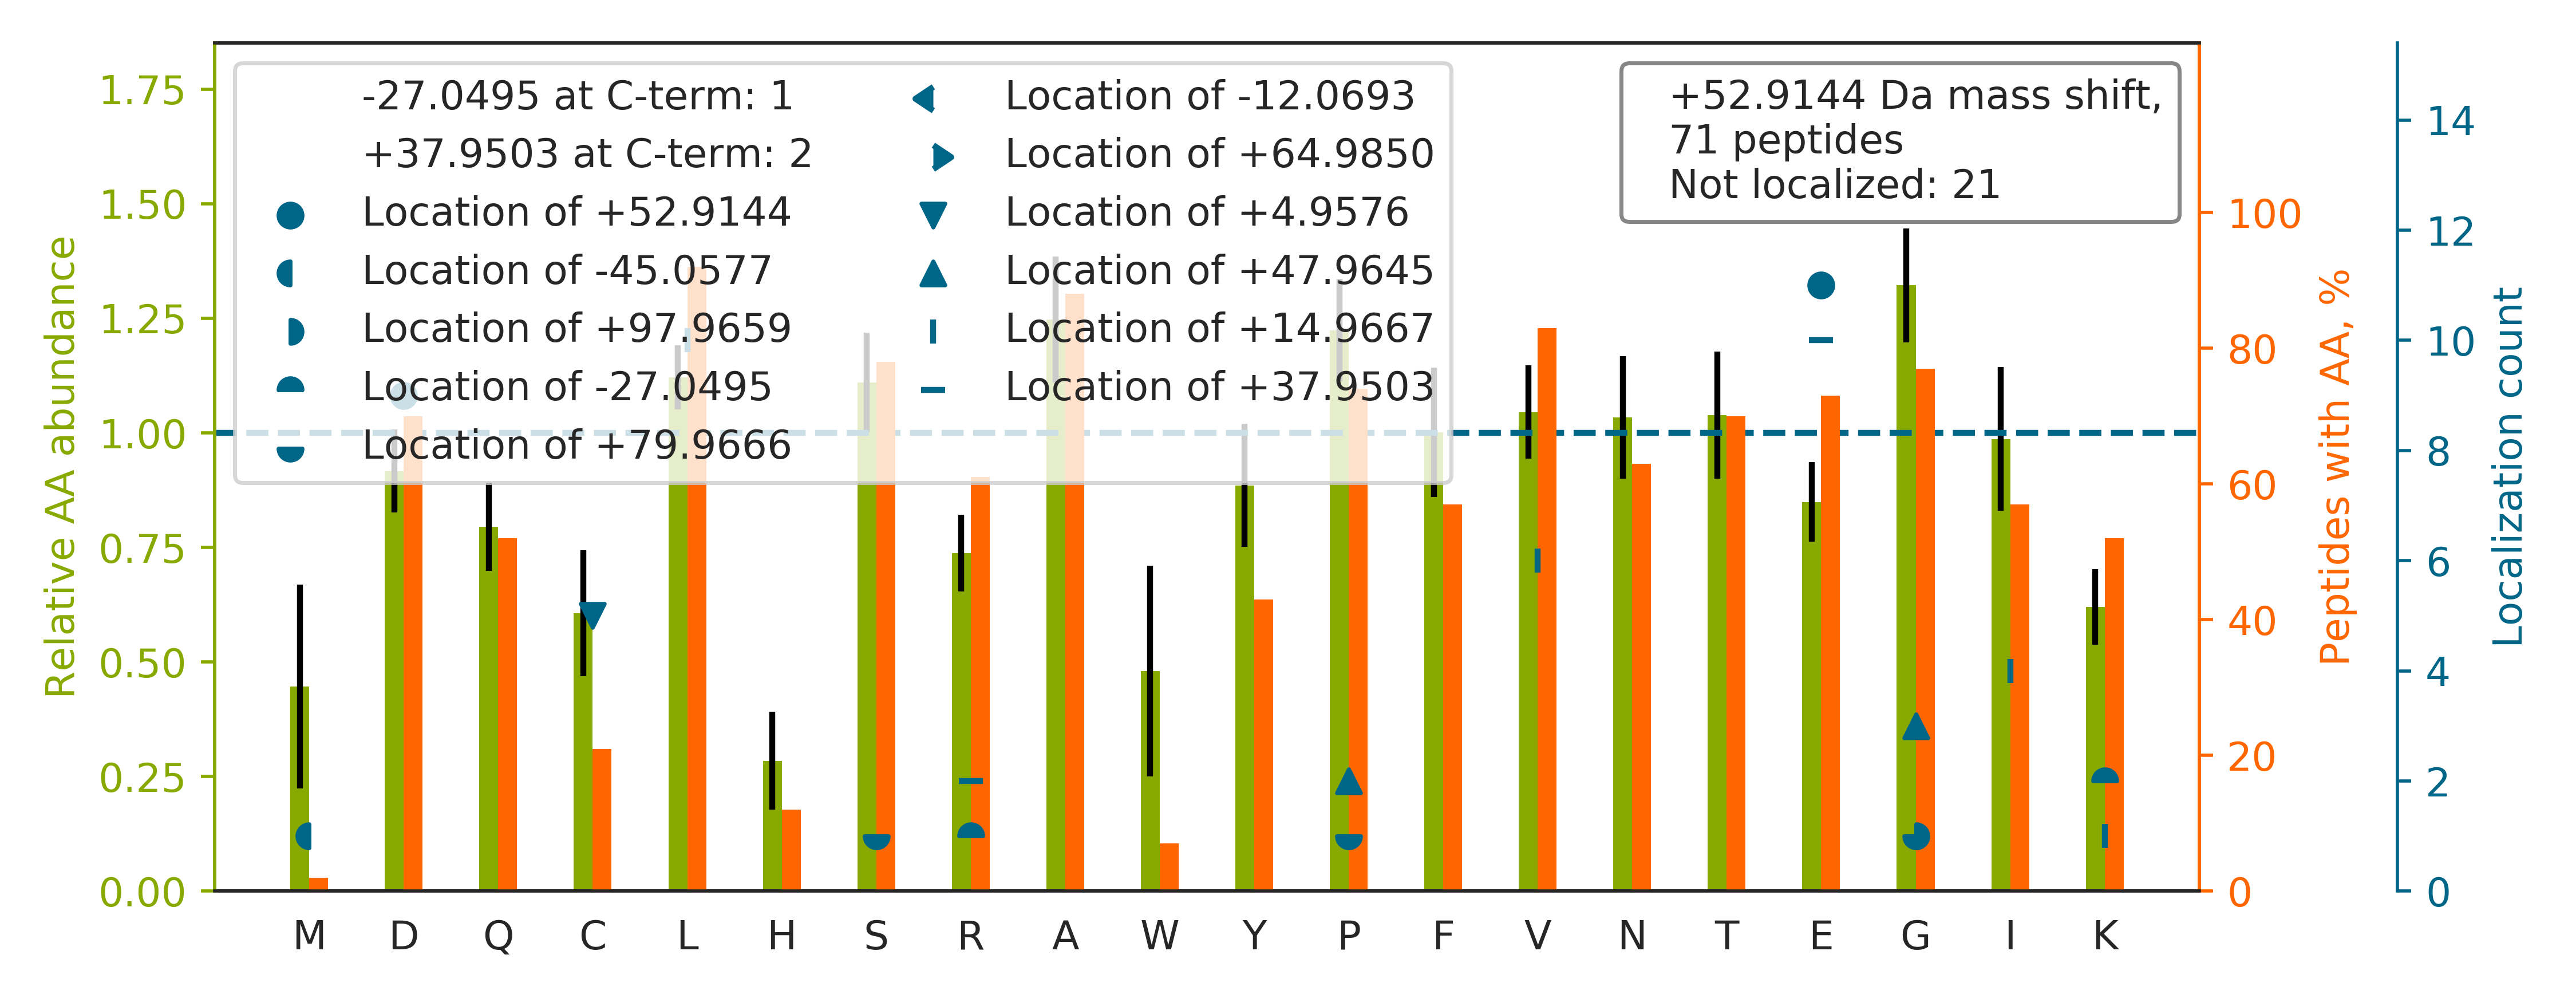 -27.0495 at C-term: 1
+37.9503 at C-term: 2
Location of +52.9144
Location of -45.0577
Location of +97.9659
Location of -27.0495
Location of +79.9666
Location of -12.0693
Location of +64.9850
Location of +4.9576
Location of +47.9645
Location of +14.9667
Location of +37.9503
+52.9144 Da mass shift,
71 peptides
Not localized: 21
Relative AA abundance
1.75
1.50
1.25
1.00
0.75
0.50
0.25
0.00
M D Q C L H S R A W Y P F V N T E G I K
100
80
60
40
20
0
Peptides with AA, %
14
12
10
8
6
4
2
0
Localization count